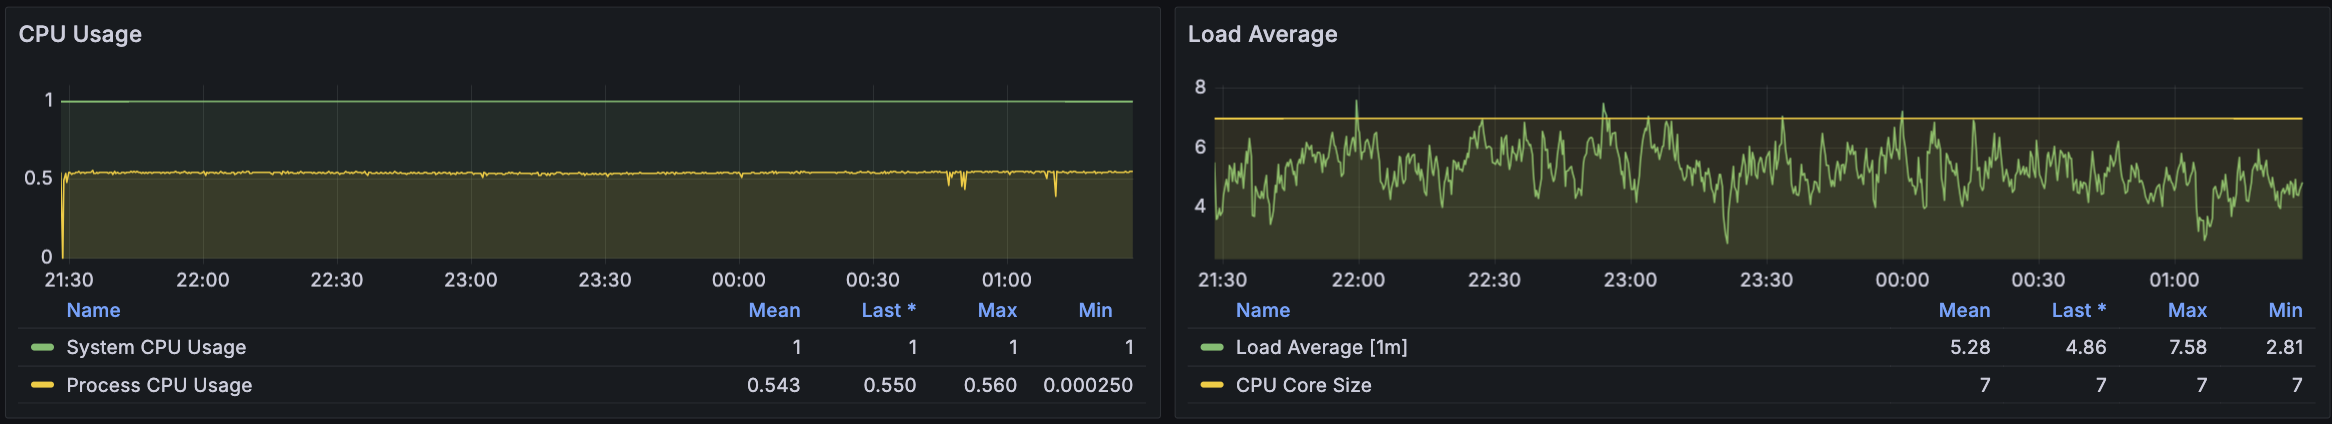 CPU Usage
1
0.5
0
21:30 22:00 22:30 23:00 23:30 00:00 00:30 01:00
Name Mean Last * Max Min
System CPU Usage 1 1 1 1
Process CPU Usage 0.543 0.550 0.560 0.000250
Load Average
8
6
4
21:30 22:00 22:30 23:00 23:30 00:00 00:30 01:00
Name Mean Last * Max Min
Load Average [1m] 5.28 4.86 7.58 2.81
CPU Core Size 7 7 7 7